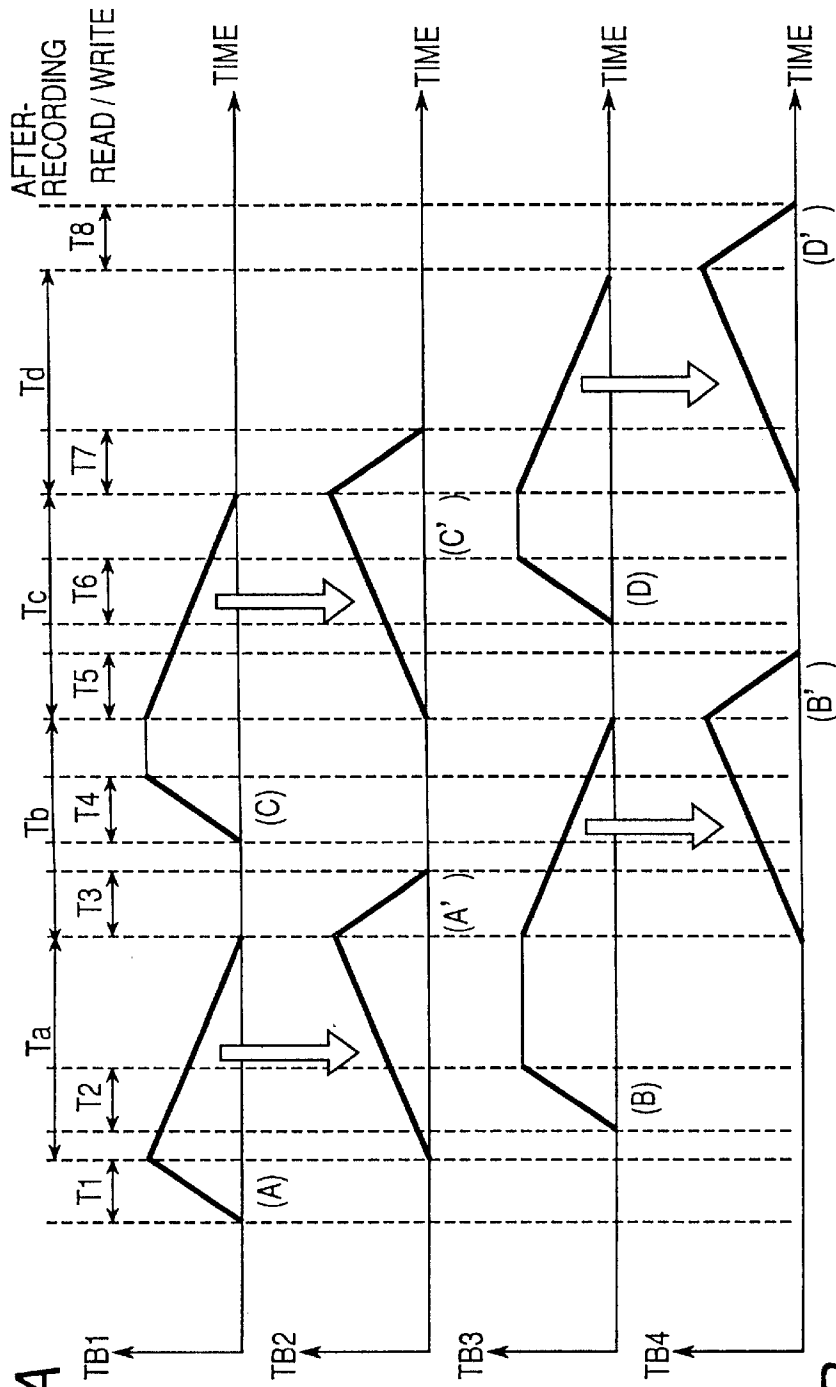 A
Ta Tb Tc Td AFTER-
RECORDING
T1 T2 T3 T4 T5 T6 T7 T8 READ / WRITE
TB1
TIME
(A) (C)
TB2
TIME
(A' ) (C' )
TB3
TIME
(B) (D)
TB4
TIME
(B' ) (D' )